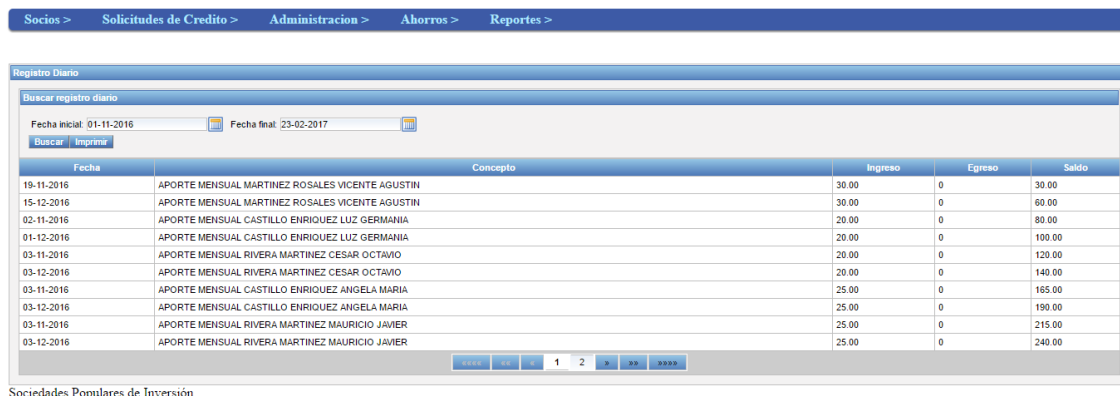 Socios > Solicitudes de Credito > Administracion > Ahorros > Reportes >
Registro Diario
Buscar registro diario
Fecha inicial: 01-11-2016 Fecha final: 23-02-2017
Buscar Imprimir
Fecha Concepto Ingreso Egreso Saldo
19-11-2016 APORTE MENSUAL MARTINEZ ROSALES VICENTE AGUSTIN 30.00 0 30.00
15-12-2016 APORTE MENSUAL MARTINEZ ROSALES VICENTE AGUSTIN 30.00 0 60.00
02-11-2016 APORTE MENSUAL CASTILLO ENRIQUEZ LUZ GERMANIA 20.00 0 80.00
01-12-2016 APORTE MENSUAL CASTILLO ENRIQUEZ LUZ GERMANIA 20.00 0 100.00
03-11-2016 APORTE MENSUAL RIVERA MARTINEZ CESAR OCTAVIO 20.00 0 120.00
03-12-2016 APORTE MENSUAL RIVERA MARTINEZ CESAR OCTAVIO 20.00 0 140.00
03-11-2016 APORTE MENSUAL CASTILLO ENRIQUEZ ANGELA MARIA 25.00 0 165.00
03-12-2016 APORTE MENSUAL CASTILLO ENRIQUEZ ANGELA MARIA 25.00 0 190.00
03-11-2016 APORTE MENSUAL RIVERA MARTINEZ MAURICIO JAVIER 25.00 0 215.00
03-12-2016 APORTE MENSUAL RIVERA MARTINEZ MAURICIO JAVIER 25.00 0 240.00
«««« «« « 1 2 » »» »»»»
Sociedades Populares de Inversión